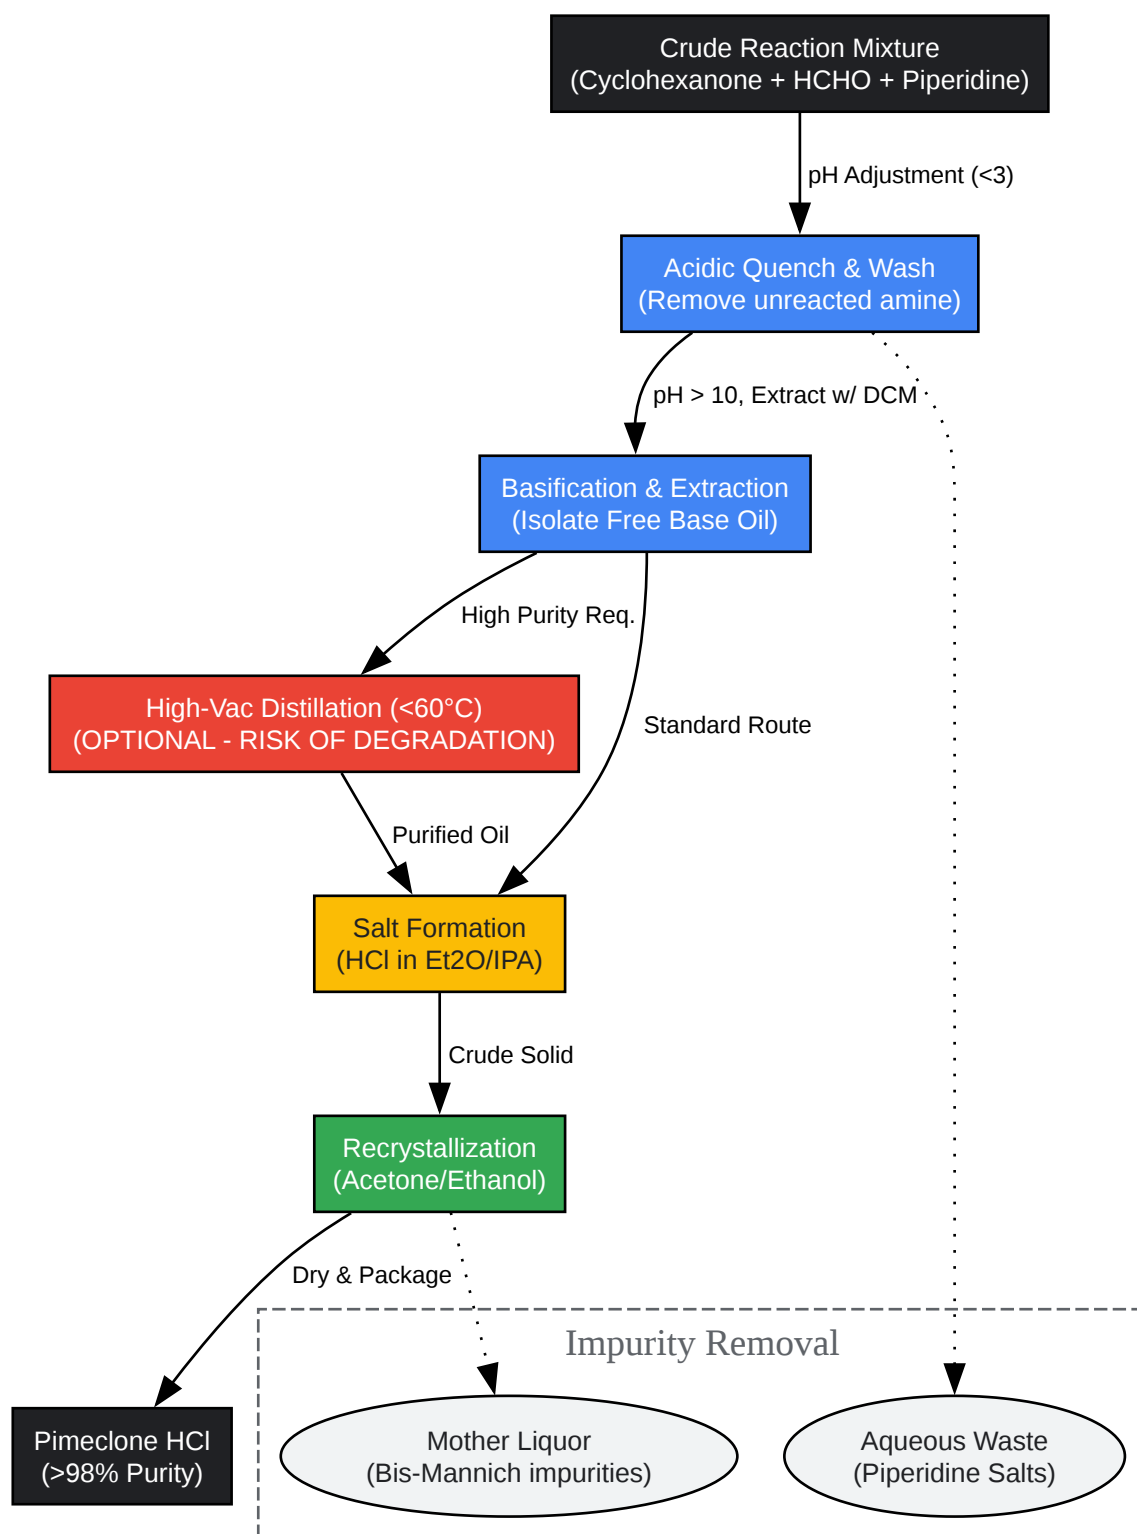 Crude Reaction Mixture
(Cyclohexanone + HCHO + Piperidine)
pH Adjustment (<3)
Acidic Quench & Wash
(Remove unreacted amine)
pH > 10, Extract w/ DCM
Basification & Extraction
(Isolate Free Base Oil)
High Purity Req.
High-Vac Distillation (<60°C)
(OPTIONAL - RISK OF DEGRADATION)
Standard Route
Purified Oil
Salt Formation
(HCl in Et2O/IPA)
Crude Solid
Recrystallization
(Acetone/Ethanol)
Dry & Package
Impurity Removal
Pimeclone HCl
(>98% Purity)
Mother Liquor
(Bis-Mannich impurities)
Aqueous Waste
(Piperidine Salts)